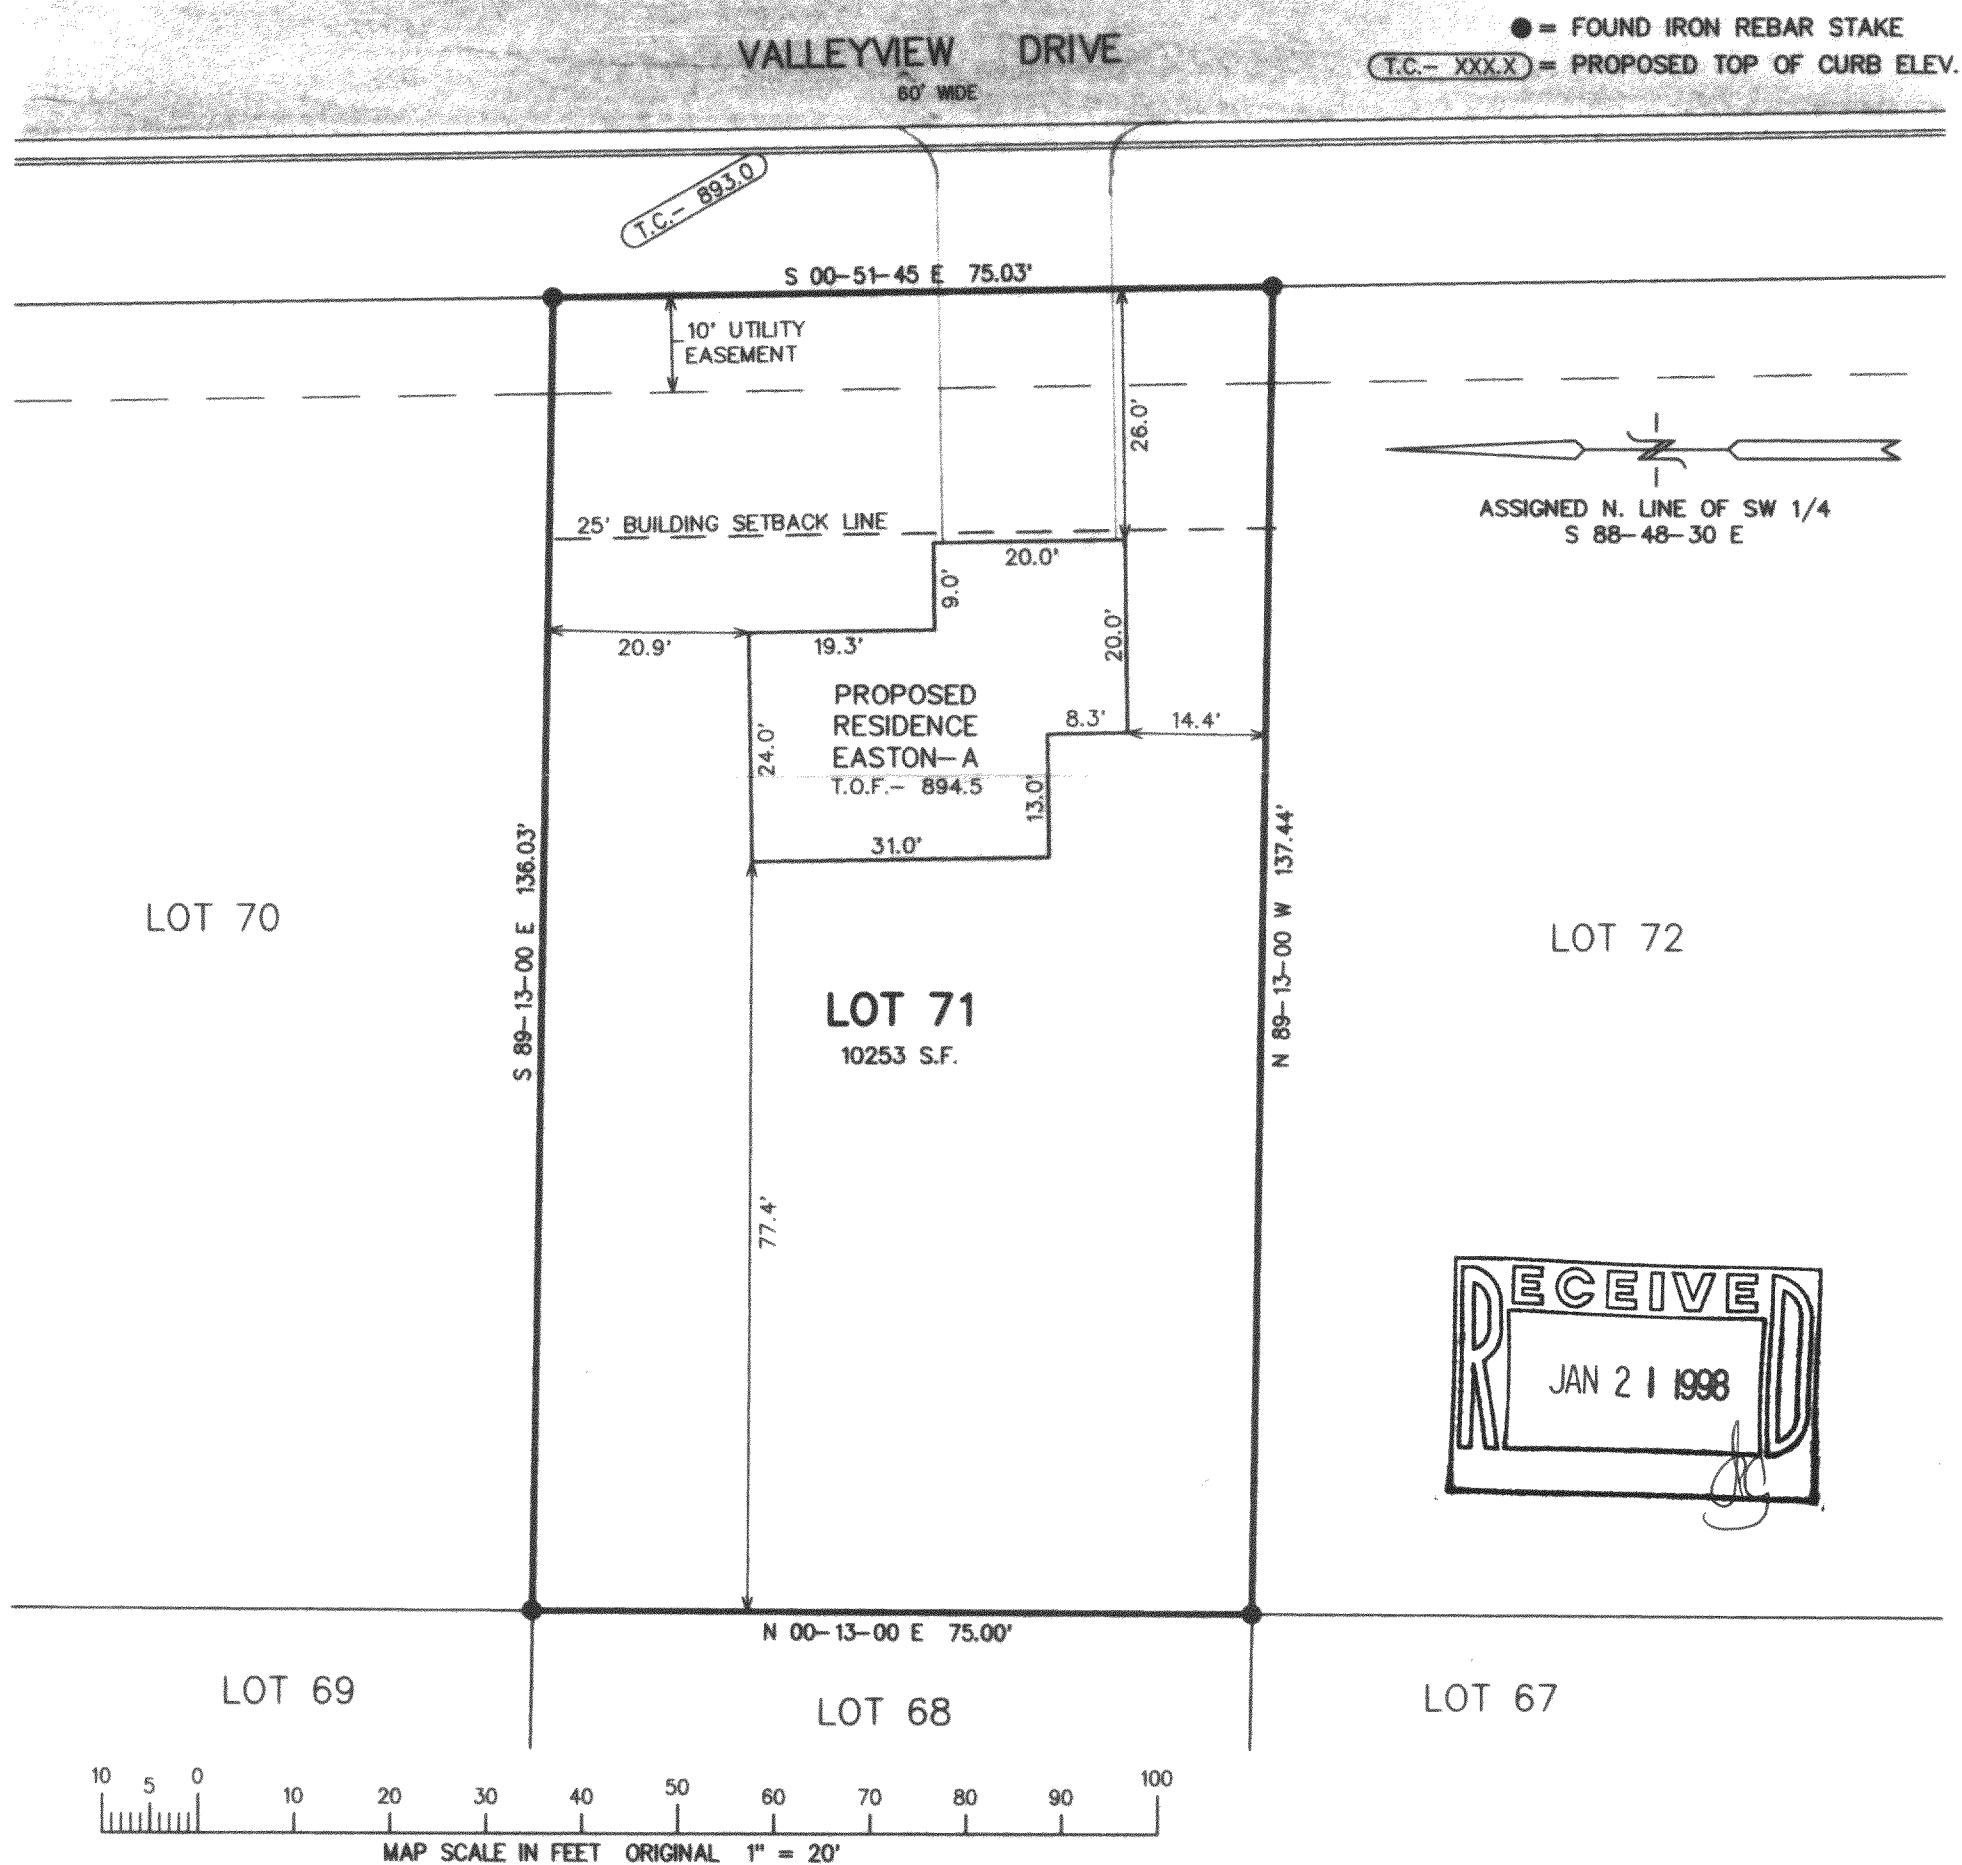 ● = FOUND IRON REBAR STAKE
T.C.- XXX.X = PROPOSED TOP OF CURB ELEV.
VALLEYVIEW DRIVE
60' WIDE
T.C.- 893.0
S 00-51-45 E 75.03'
10' UTILITY
EASEMENT
26.0'
ASSIGNED N. LINE OF SW 1/4
S 88-48-30 E
25' BUILDING SETBACK LINE
20.0'
9.0'
20.0'
20.9'
19.3'
PROPOSED
RESIDENCE
EASTON-A
T.O.F.- 894.5
8.3'
14.4'
24.0'
13.0'
31.0'
S 89-13-00 E 136.03'
N 89-13-00 W 137.44'
LOT 70
LOT 72
LOT 71
10253 S.F.
77.4'
RECEIVED
JAN 21 1998
N 00-13-00 E 75.00'
LOT 69
LOT 68
LOT 67
10 5 0 10 20 30 40 50 60 70 80 90 100
MAP SCALE IN FEET ORIGINAL 1" = 20'